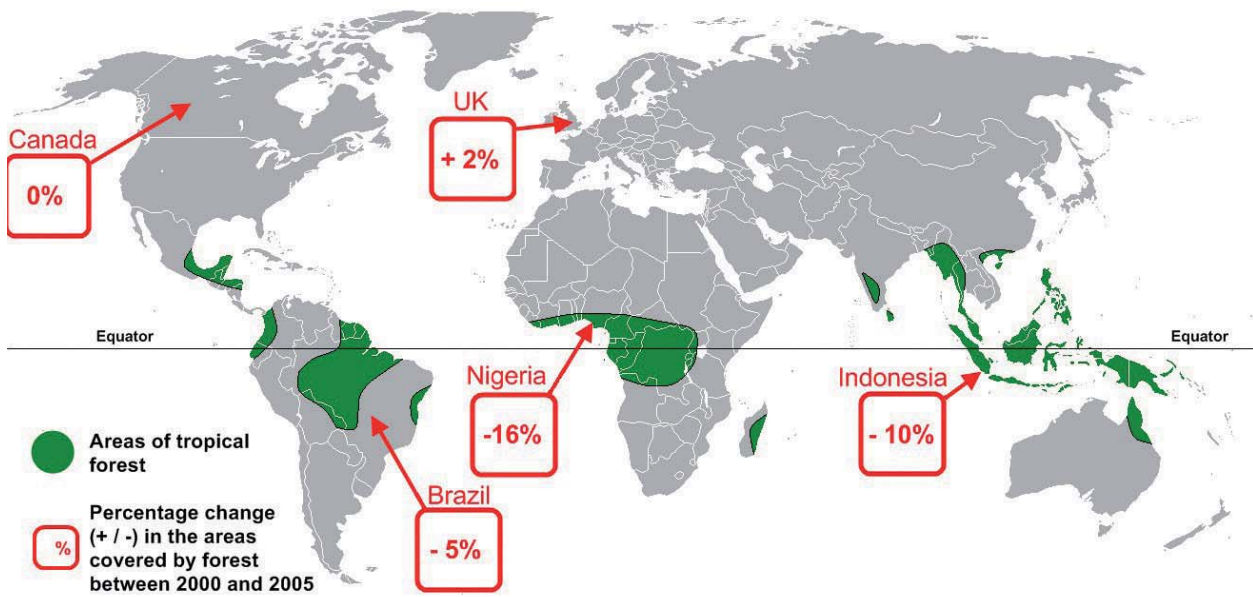 UK
+ 2%
Canada
0%
Equator
Equator
Nigeria
-16%
Indonesia
- 10%
Brazil
- 5%
Areas of tropical
forest
%
Percentage change
(+ / -) in the areas
covered by forest
between 2000 and 2005